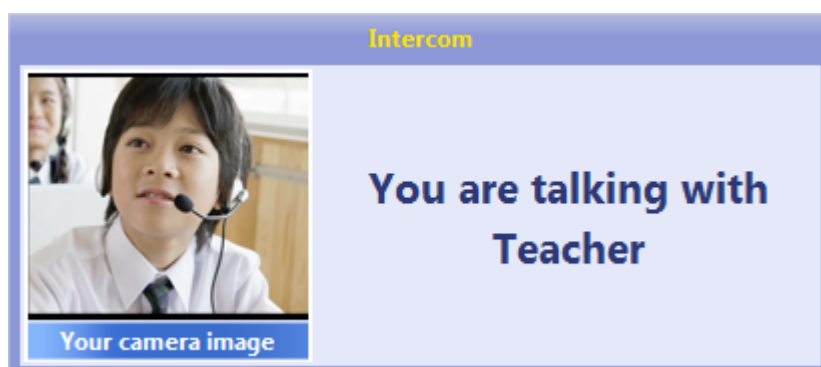 Intercom
You are talking with
Teacher
Your camera image